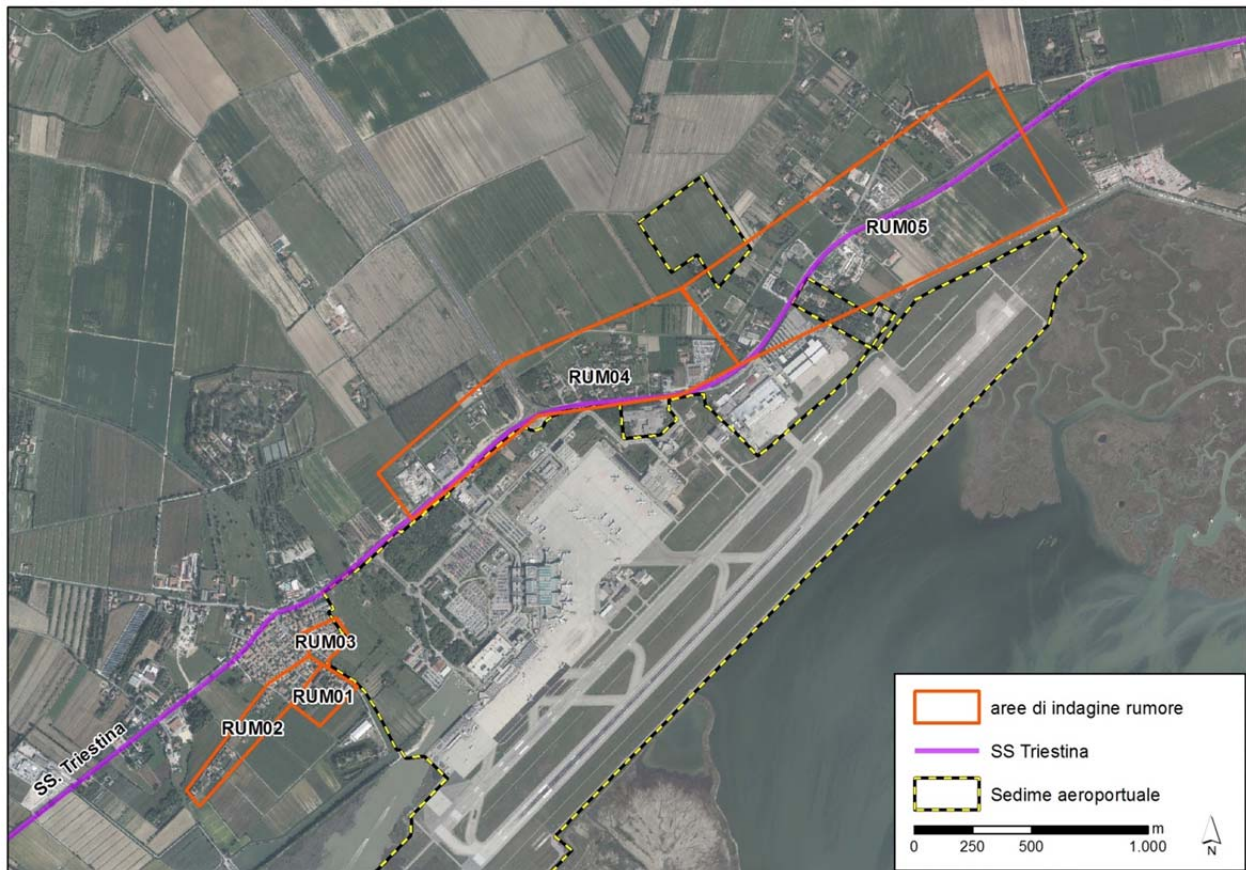 RUM05
RUM04
RUM03
RUM01
RUM02
SS. Triestina
aree di indagine rumore
SS Triestina
Sedime aeroportuale
m
0 250 500 1.000
N